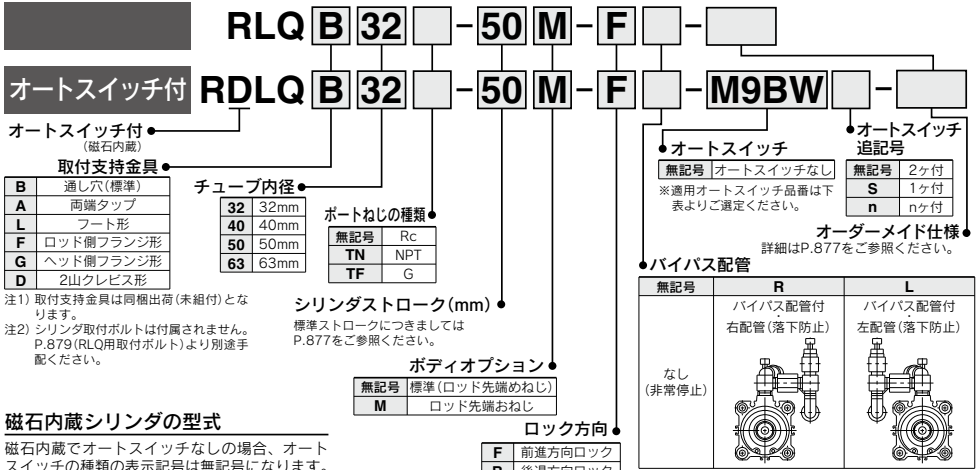 RLQ B 32 - 50 M - F -
オートスイッチ付 RDLQ B 32 - 50 M - F - M9BW -
オートスイッチ付
(磁石内蔵)
取付支持金具
B 通し穴(標準)
A 両端タップ
L フート形
F ロッド側フランジ形
G ヘッド側フランジ形
D 2山クレビス形
注1) 取付支持金具は同梱出荷(未組付)とな
ります。
注2) シリンダ取付ボルトは付属されません。
P.879(RLQ用取付ボルト)より別途手
配ください。
チューブ内径
32 32mm
40 40mm
50 50mm
63 63mm
ポートねじの種類
無記号 Rc
TN NPT
TF G
シリンダストローク(mm)
標準ストロークにつきましては
P.877をご参照ください。
ボディオプション
無記号 標準(ロッド先端めねじ)
M ロッド先端おねじ
ロック方向
F 前進方向ロック
オートスイッチ
無記号 オートスイッチなし
※適用オートスイッチ品番は下
表よりご選定ください。
オートスイッチ
追記号
無記号 2ヶ付
S 1ヶ付
n nヶ付
オーダーメイド仕様
詳細はP.877をご参照ください。
バイパス配管
無記号 R L
なし
(非常停止)
バイパス配管付
・
右配管(落下防止)
バイパス配管付
・
左配管(落下防止)
磁石内蔵シリンダの型式
磁石内蔵でオートスイッチなしの場合、オート
スイッチの種類の表示記号は無記号になります。